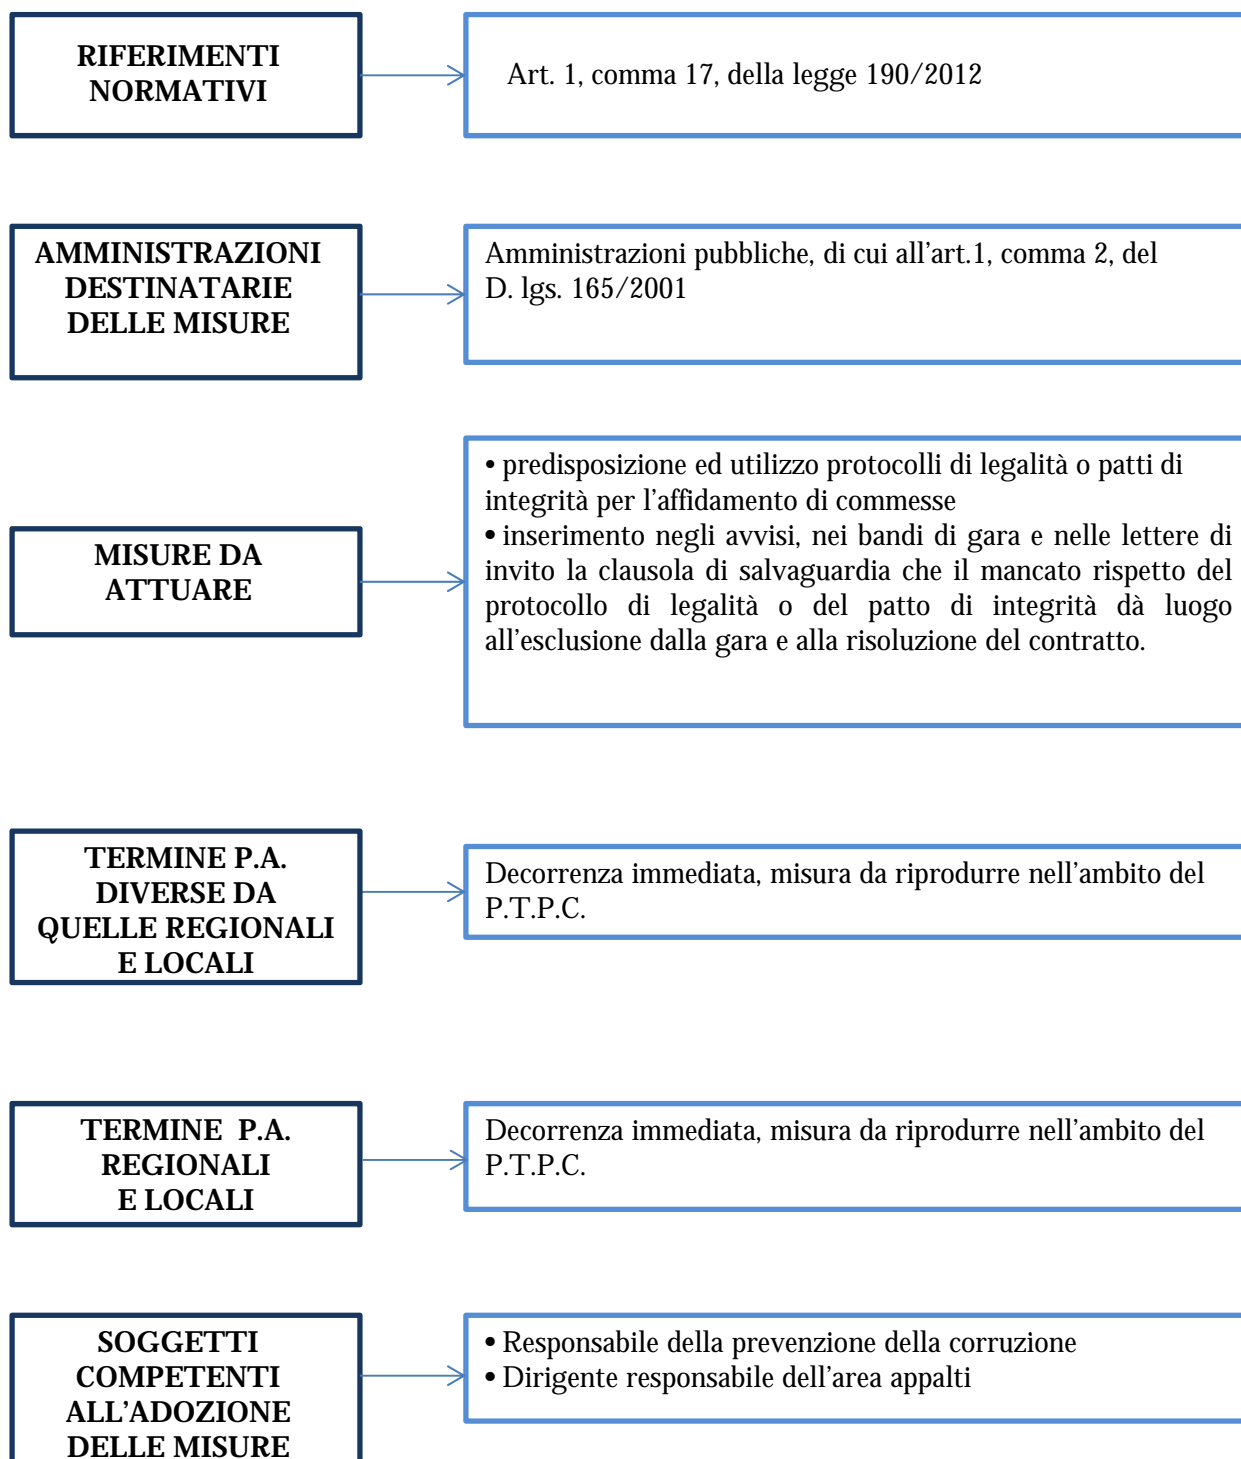 RIFERIMENTI
NORMATIVI
Art. 1, comma 17, della legge 190/2012
AMMINISTRAZIONI
DESTINATARIE
DELLE MISURE
Amministrazioni pubbliche, di cui all’art.1, comma 2, del
D. lgs. 165/2001
MISURE DA
ATTUARE
• predisposizione ed utilizzo protocolli di legalità o patti di
integrità per l’affidamento di commesse
• inserimento negli avvisi, nei bandi di gara e nelle lettere di
invito la clausola di salvaguardia che il mancato rispetto del
protocollo di legalità o del patto di integrità dà luogo
all’esclusione dalla gara e alla risoluzione del contratto.
TERMINE P.A.
DIVERSE DA
QUELLE REGIONALI
E LOCALI
Decorrenza immediata, misura da riprodurre nell’ambito del
P.T.P.C.
TERMINE P.A.
REGIONALI
E LOCALI
Decorrenza immediata, misura da riprodurre nell’ambito del
P.T.P.C.
SOGGETTI
COMPETENTI
ALL’ADOZIONE
DELLE MISURE
• Responsabile della prevenzione della corruzione
• Dirigente responsabile dell’area appalti